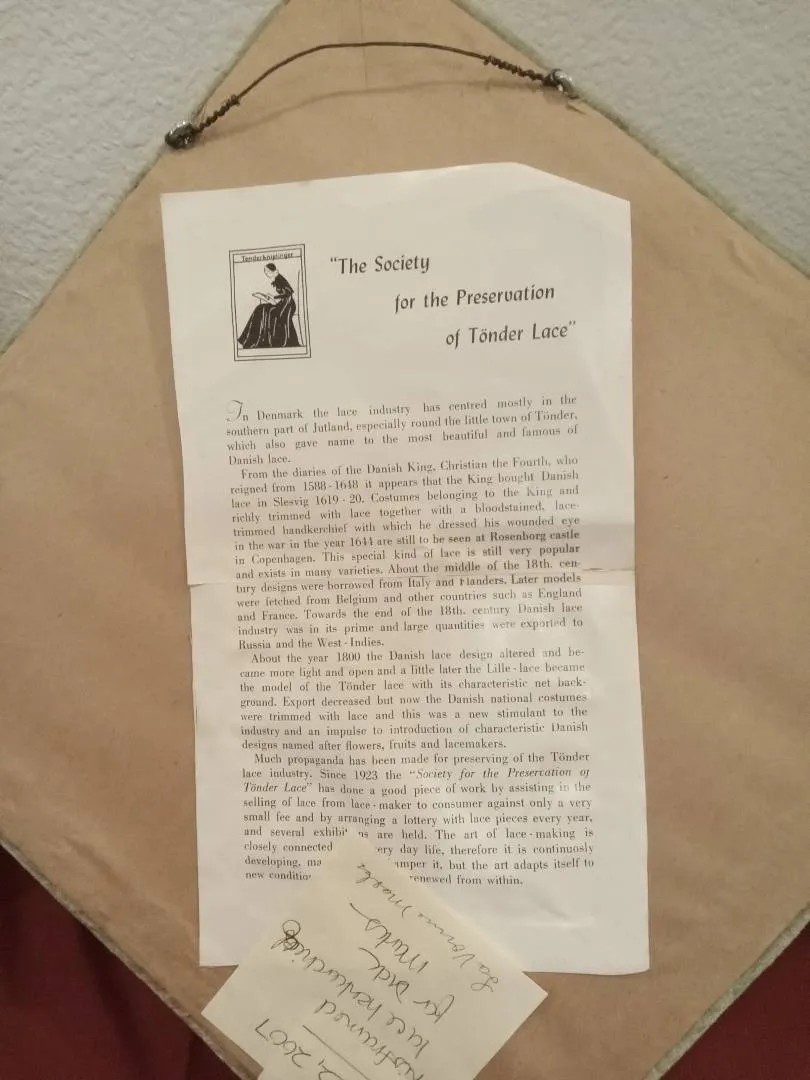 Tønderkniplinger
"The Society
for the Preservation
of Tönder Lace"
In Denmark the lace industry has centred mostly in the
southern part of Jutland, especially round the little town of Tönder,
which also gave name to the most beautiful and famous of
Danish lace.
From the diaries of the Danish King, Christian the Fourth, who
reigned from 1588-1648 it appears that the King bought Danish
lace in Slesvig 1619-20. Costumes belonging to the King and
richly trimmed with lace together with a bloodstained, lace-
trimmed handkerchief with which he dressed his wounded eye
in the war in the year 1644 are still to be seen at Rosenborg castle
in Copenhagen. This special kind of lace is still very popular
and exists in many varieties. About the middle of the 18th. cen-
tury designs were borrowed from Italy and Flanders. Later models
were fetched from Belgium and other countries such as England
and France. Towards the end of the 18th. century Danish lace
industry was in its prime and large quantities were exported to
Russia and the West-Indies.
About the year 1800 the Danish lace design altered and be-
came more light and open and a little later the Lille-lace became
the model of the Tönder lace with its characteristic net back-
ground. Export decreased but now the Danish national costumes
were trimmed with lace and this was a new stimulant to the
industry and an impulse to introduction of characteristic Danish
designs named after flowers, fruits and lacemakers.
Much propaganda has been made for preserving of the Tönder
lace industry. Since 1923 the "Society for the Preservation of
Tönder Lace" has done a good piece of work by assisting in the
selling of lace from lace-maker to consumer against only a very
small fee and by arranging a lottery with lace pieces every year,
and several are held. The art of lace-making is
closely connected day life, therefore it is continuosly
developing, it, but the art adapts itself to
new from within.
2, 2007
lace
for Dick
Marks
La Vonne Marks